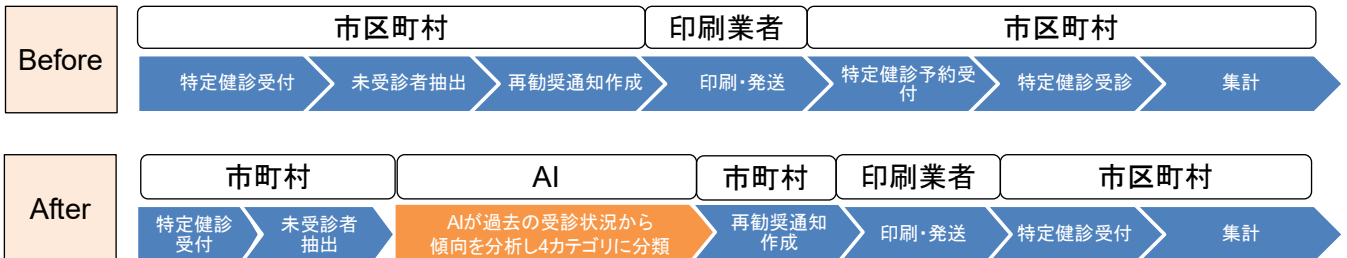 Before
市区町村
印刷業者
市区町村
特定健診受付
未受診者抽出
再勧奨通知作成
印刷・発送
特定健診予約受
付
特定健診受診
集計
After
市町村
AI
市町村
印刷業者
市区町村
特定健診
受付
未受診者
抽出
AIが過去の受診状況から
傾向を分析し4カテゴリに分類
再勧奨通知
作成
印刷・発送
特定健診受付
集計